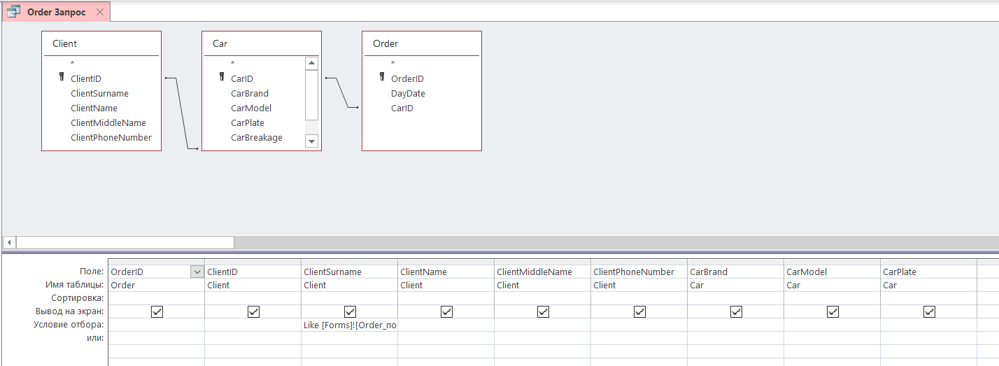 Order Запрос
Client
*
ClientID
ClientSurname
ClientName
ClientMiddleName
ClientPhoneNumber
Car
*
CarID
CarBrand
CarModel
CarPlate
CarBreakage
Order
*
OrderID
DayDate
CarID
Поле: OrderID ClientID ClientSurname ClientName ClientMiddleName ClientPhoneNumber CarBrand CarModel CarPlate
Имя таблицы: Order Client Client Client Client Client Car Car Car
Сортировка:
Вывод на экран:
Условие отбора: Like [Forms]![Order_по
или: